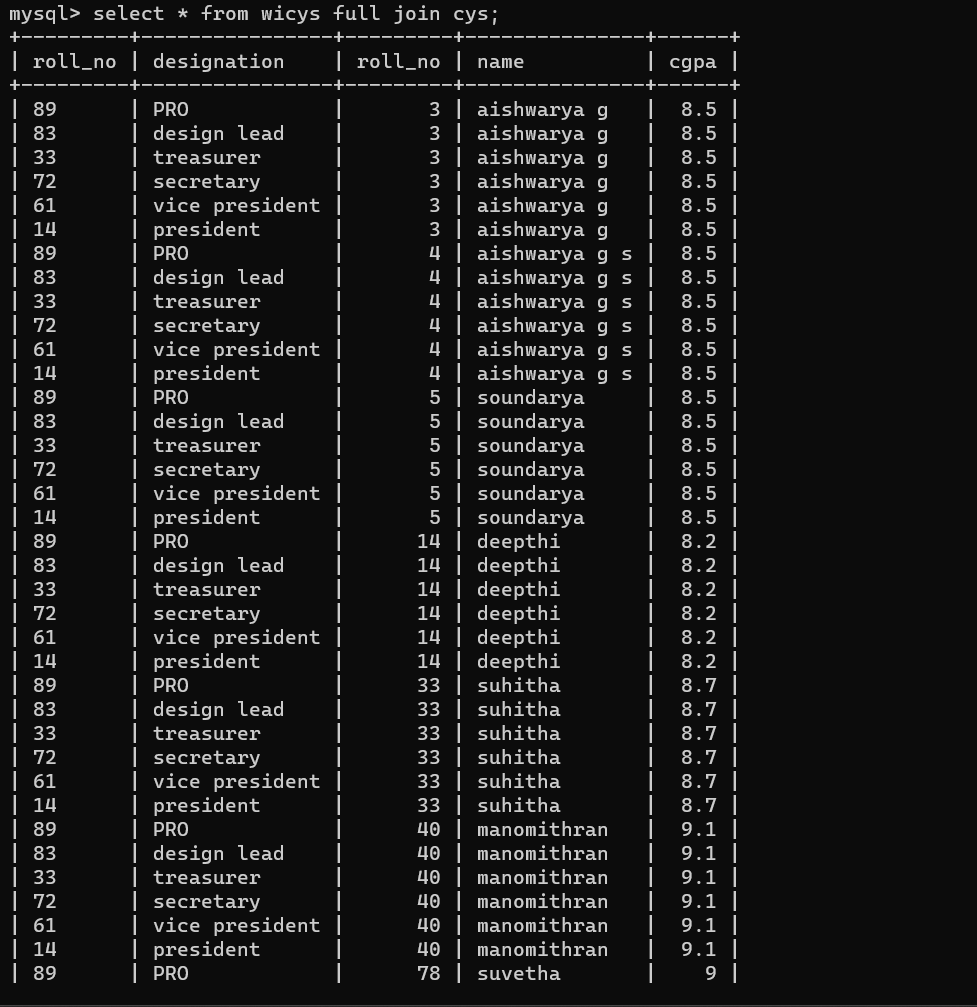 mysql> select * from wicys full join cys;
+---------+----------------+---------+--------------+------+
| roll_no | designation    | roll_no | name         | cgpa |
+---------+----------------+---------+--------------+------+
| 89      | PRO            |       3 | aishwarya g   |  8.5 |
| 83      | design lead    |       3 | aishwarya g   |  8.5 |
| 33      | treasurer      |       3 | aishwarya g   |  8.5 |
| 72      | secretary      |       3 | aishwarya g   |  8.5 |
| 61      | vice president |       3 | aishwarya g   |  8.5 |
| 14      | president      |       3 | aishwarya g   |  8.5 |
| 89      | PRO            |       4 | aishwarya g s |  8.5 |
| 83      | design lead    |       4 | aishwarya g s |  8.5 |
| 33      | treasurer      |       4 | aishwarya g s |  8.5 |
| 72      | secretary      |       4 | aishwarya g s |  8.5 |
| 61      | vice president |       4 | aishwarya g s |  8.5 |
| 14      | president      |       4 | aishwarya g s |  8.5 |
| 89      | PRO            |       5 | soundarya     |  8.5 |
| 83      | design lead    |       5 | soundarya     |  8.5 |
| 33      | treasurer      |       5 | soundarya     |  8.5 |
| 72      | secretary      |       5 | soundarya     |  8.5 |
| 61      | vice president |       5 | soundarya     |  8.5 |
| 14      | president      |       5 | soundarya     |  8.5 |
| 89      | PRO            |      14 | deepthi       |  8.2 |
| 83      | design lead    |      14 | deepthi       |  8.2 |
| 33      | treasurer      |      14 | deepthi       |  8.2 |
| 72      | secretary      |      14 | deepthi       |  8.2 |
| 61      | vice president |      14 | deepthi       |  8.2 |
| 14      | president      |      14 | deepthi       |  8.2 |
| 89      | PRO            |      33 | suhitha       |  8.7 |
| 83      | design lead    |      33 | suhitha       |  8.7 |
| 33      | treasurer      |      33 | suhitha       |  8.7 |
| 72      | secretary      |      33 | suhitha       |  8.7 |
| 61      | vice president |      33 | suhitha       |  8.7 |
| 14      | president      |      33 | suhitha       |  8.7 |
| 89      | PRO            |      40 | manomithran   |  9.1 |
| 83      | design lead    |      40 | manomithran   |  9.1 |
| 33      | treasurer      |      40 | manomithran   |  9.1 |
| 72      | secretary      |      40 | manomithran   |  9.1 |
| 61      | vice president |      40 | manomithran   |  9.1 |
| 14      | president      |      40 | manomithran   |  9.1 |
| 89      | PRO            |      78 | suvetha       |    9 |